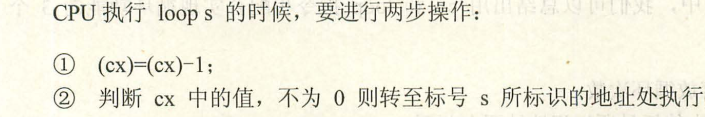 CPU 执行 loop s 的时候，要进行两步操作：
① (cx)=(cx)-1；
② 判断 cx 中的值，不为 0 则转至标号 s 所标识的地址处执行